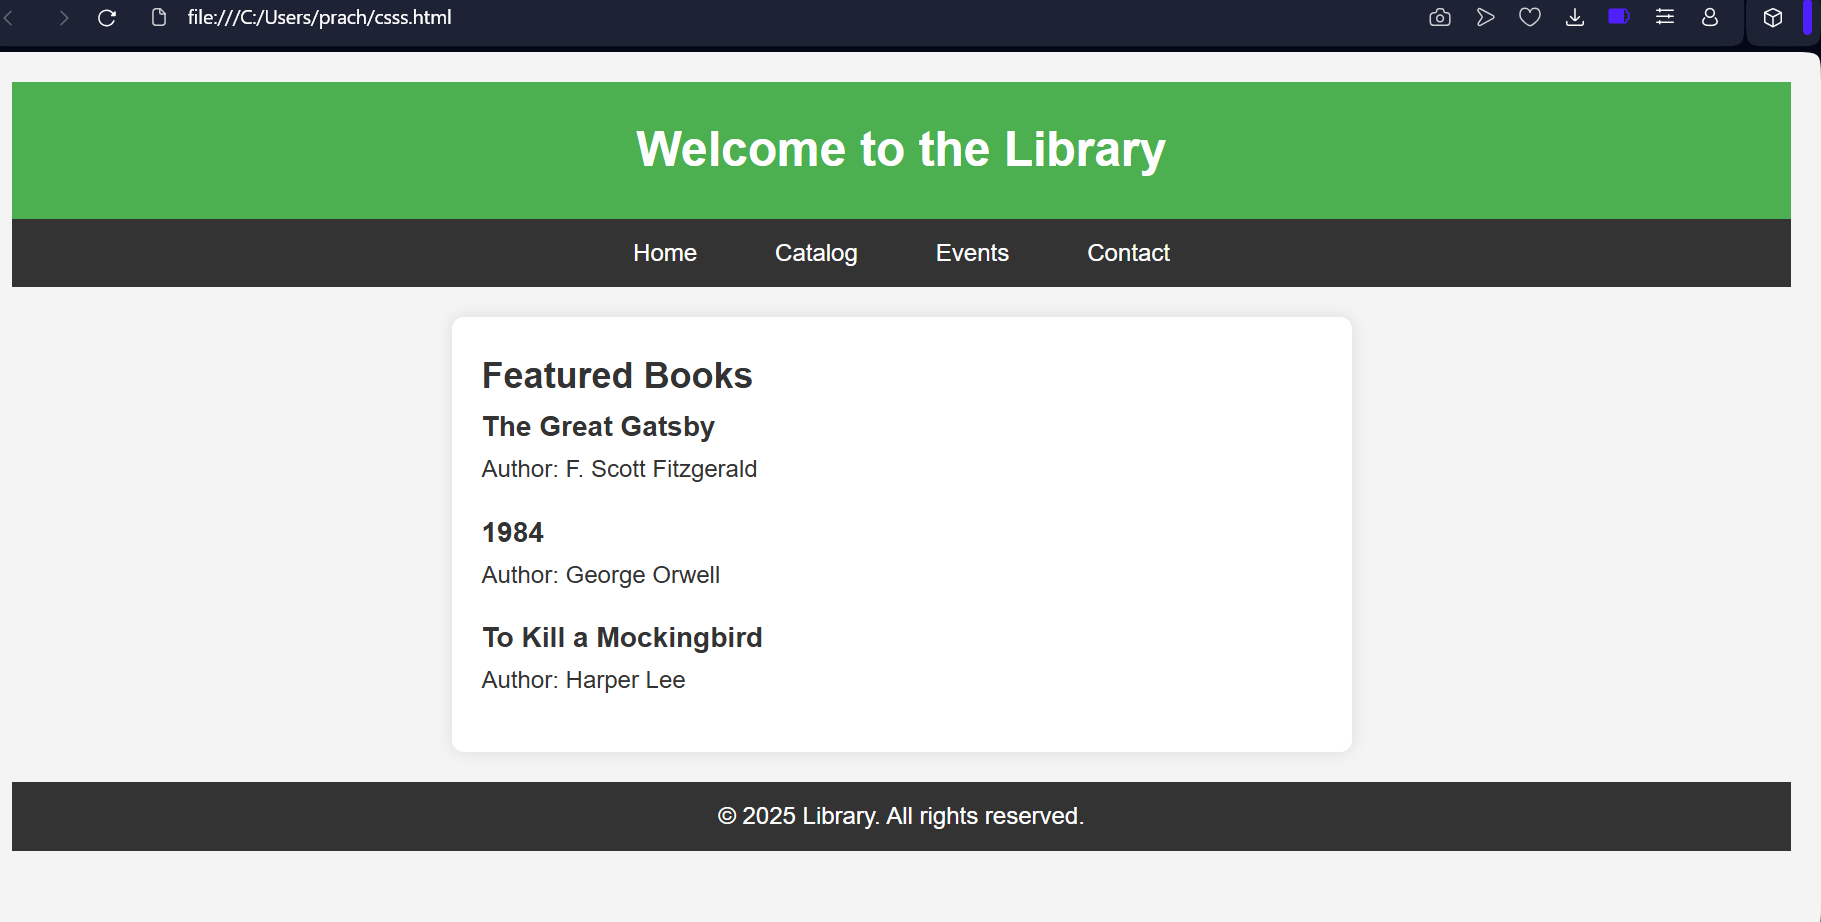 file:///C:/Users/prach/csss.html
Welcome to the Library
Home Catalog Events Contact
Featured Books
The Great Gatsby
Author: F. Scott Fitzgerald
1984
Author: George Orwell
To Kill a Mockingbird
Author: Harper Lee
© 2025 Library. All rights reserved.